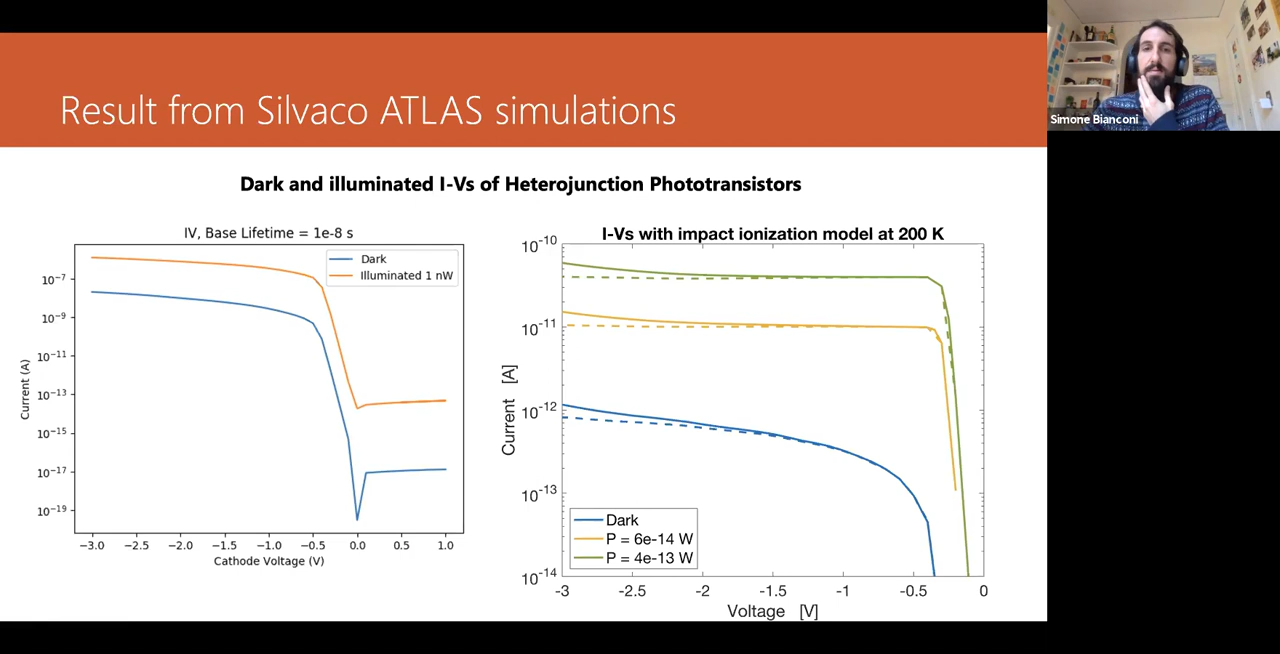 Result from Silvaco ATLAS simulations
Simone Bianconi
Dark and illuminated I-Vs of Heterojunction Phototransistors
IV, Base Lifetime = 1e-8 s
Dark
Illuminated 1 nW
10⁻⁷
10⁻⁹
10⁻¹¹
10⁻¹³
10⁻¹⁵
10⁻¹⁷
10⁻¹⁹
Current (A)
−3.0 −2.5 −2.0 −1.5 −1.0 −0.5 0.0 0.5 1.0
Cathode Voltage (V)
I-Vs with impact ionization model at 200 K
10⁻¹⁰
10⁻¹¹
10⁻¹²
10⁻¹³
10⁻¹⁴
Current [A]
Dark
P = 6e-14 W
P = 4e-13 W
-3 -2.5 -2 -1.5 -1 -0.5 0
Voltage [V]